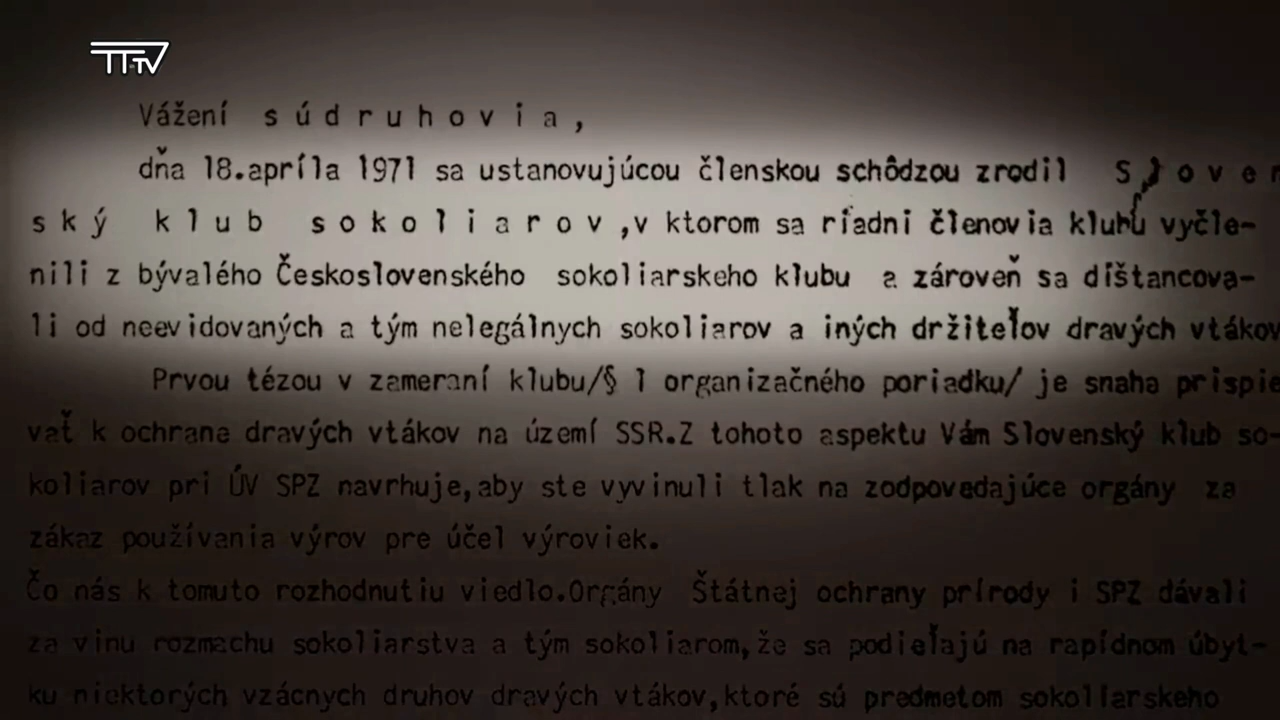 TTTV
Vážení s ú d r u h o v i a ,
dňa 18.apríla 1971 sa ustanovujúcou členskou schôdzou zrodil S l o v e n
s k ý k l u b s o k o l i a r o v ,v ktorom sa riadni členovia klubu vyčle-
nili z bývalého Československého sokoliarskeho klubu a zároveň sa dištancova-
li od neevidovaných a tým nelegálnych sokoliarov a iných držiteľov dravých vtákov
Prvou tézou v zameraní klubu/§ 1 organizačného poriadku/ je snaha prispie
vať k ochrane dravých vtákov na území SSR.Z tohoto aspektu Vám Slovenský klub so-
koliarov pri ÚV SPZ navrhuje,aby ste vyvinuli tlak na zodpovedajúce orgány za
zákaz používania výrov pre účel výroviek.
Čo nás k tomuto rozhodnutiu viedlo.Orgány Štátnej ochrany prírody i SPZ dávali
za vinu rozmachu sokoliarstva a tým sokoliarom,že sa podieľajú na rapídnom úbyt-
ku niektorých vzácnych druhov dravých vtákov,ktoré sú predmetom sokoliarskeho